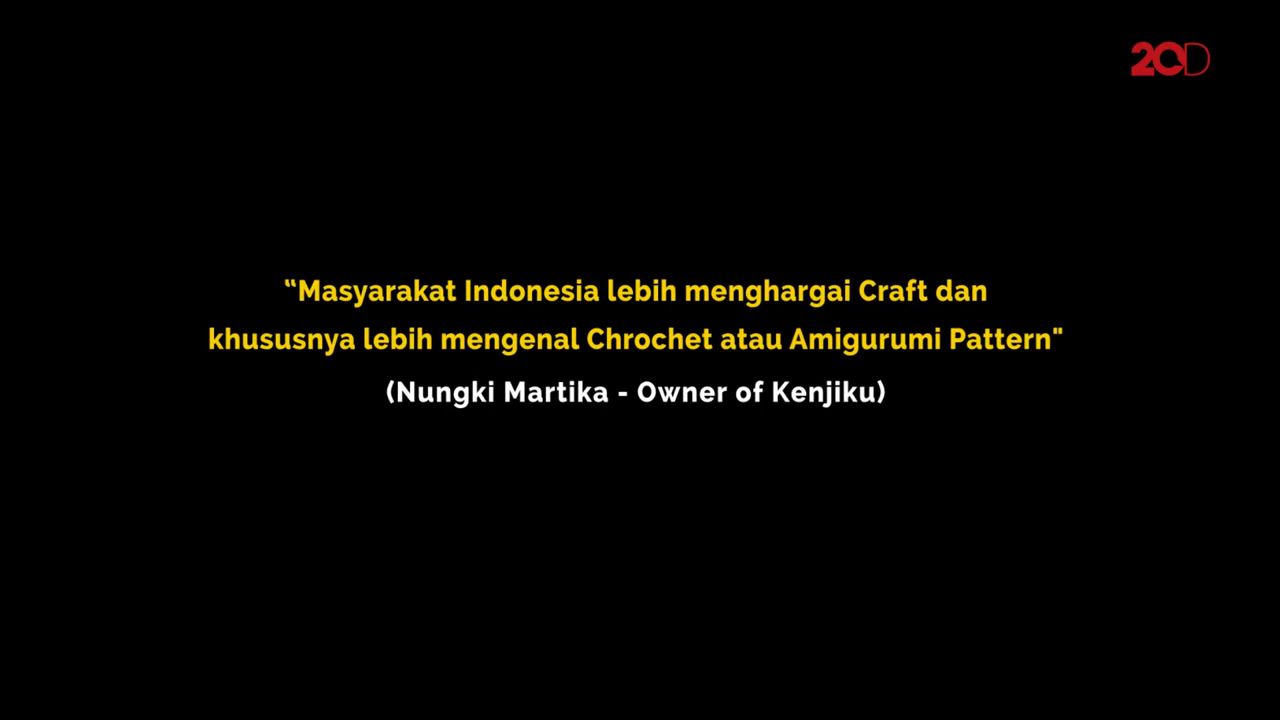 20D
“Masyarakat Indonesia lebih menghargai Craft dan
khususnya lebih mengenal Chrochet atau Amigurumi Pattern"
(Nungki Martika - Owner of Kenjiku)